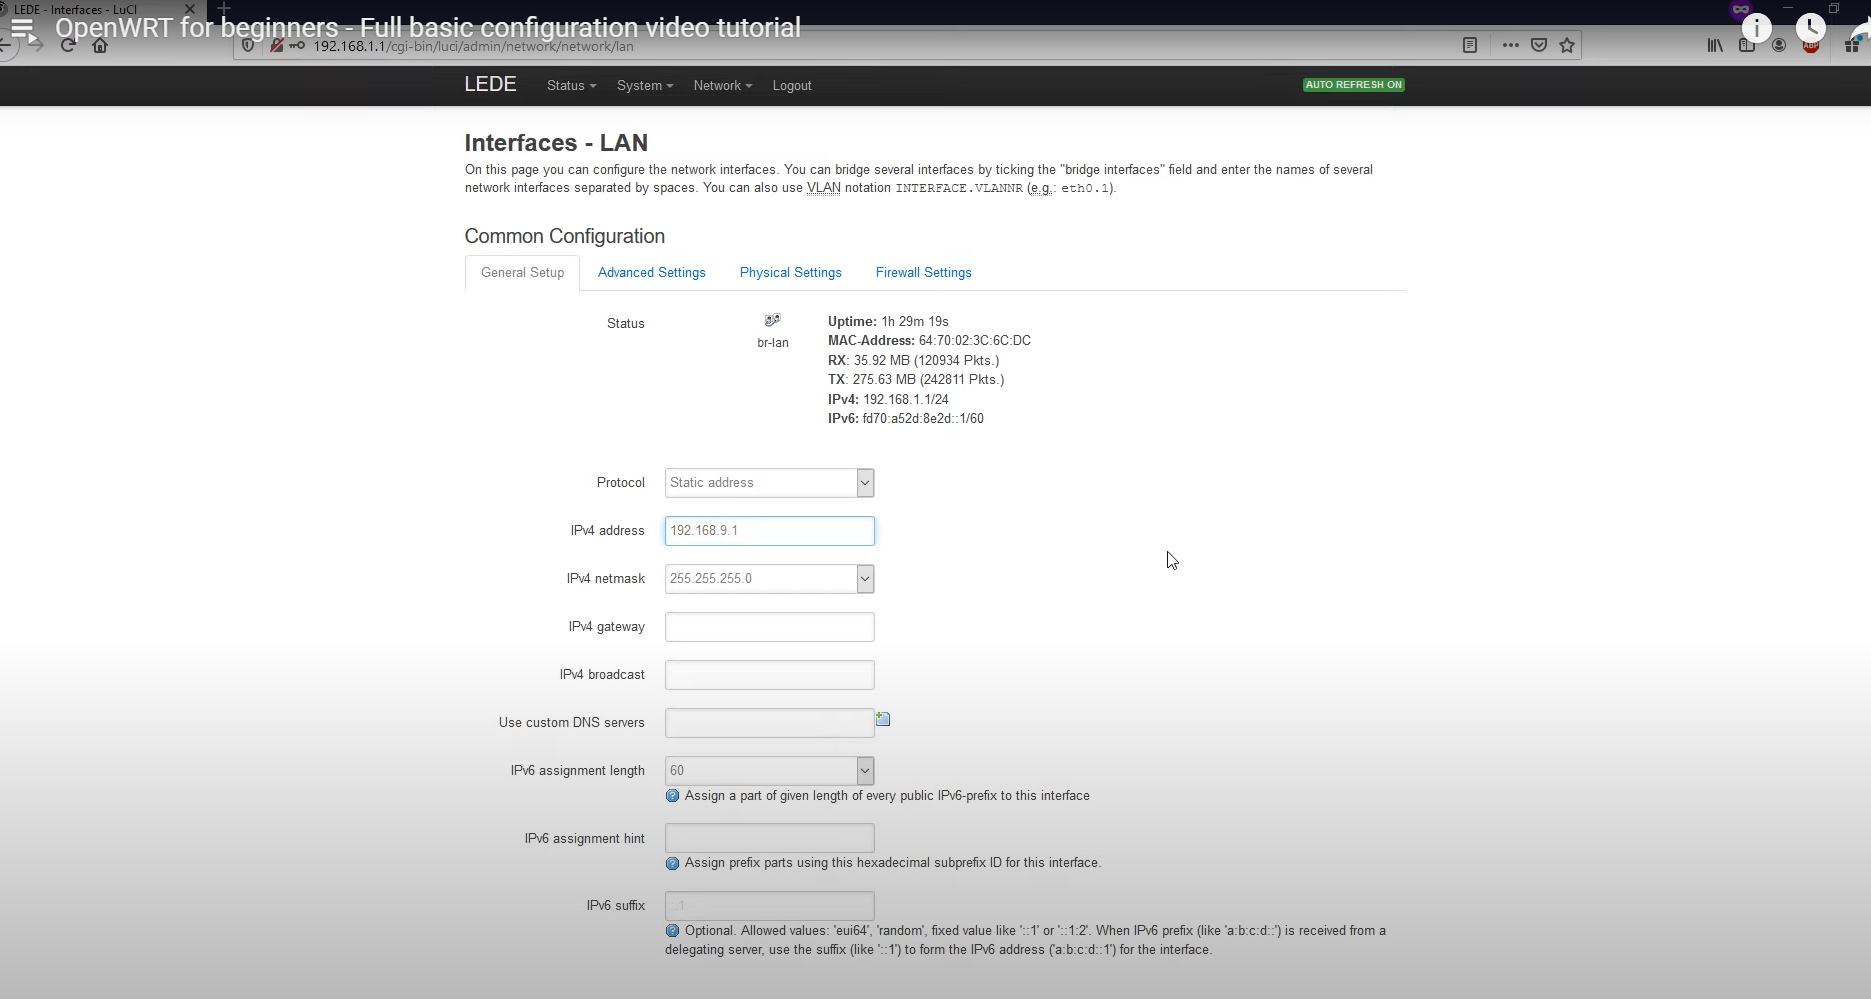 LEDE - Interfaces - LuCI
OpenWRT for beginners - Full basic configuration video tutorial
192.168.1.1/cgi-bin/luci/admin/network/network/lan
ABP
LEDE Status System Network Logout AUTO REFRESH ON
Interfaces - LAN
On this page you can configure the network interfaces. You can bridge several interfaces by ticking the "bridge interfaces" field and enter the names of several
network interfaces separated by spaces. You can also use VLAN notation INTERFACE.VLANNR (e.g.: eth0.1).
Common Configuration
General Setup Advanced Settings Physical Settings Firewall Settings
Status
br-lan
Uptime: 1h 29m 19s
MAC-Address: 64:70:02:3C:6C:DC
RX: 35.92 MB (120934 Pkts.)
TX: 275.63 MB (242811 Pkts.)
IPv4: 192.168.1.1/24
IPv6: fd70:a52d:8e2d::1/60
Protocol Static address
IPv4 address 192.168.9.1
IPv4 netmask 255.255.255.0
IPv4 gateway
IPv4 broadcast
Use custom DNS servers
IPv6 assignment length 60
Assign a part of given length of every public IPv6-prefix to this interface
IPv6 assignment hint
Assign prefix parts using this hexadecimal subprefix ID for this interface.
IPv6 suffix ::1
Optional. Allowed values: 'eui64', 'random', fixed value like '::1' or '::1:2'. When IPv6 prefix (like 'a:b:c:d::') is received from a
delegating server, use the suffix (like '::1') to form the IPv6 address ('a:b:c:d::1') for the interface.